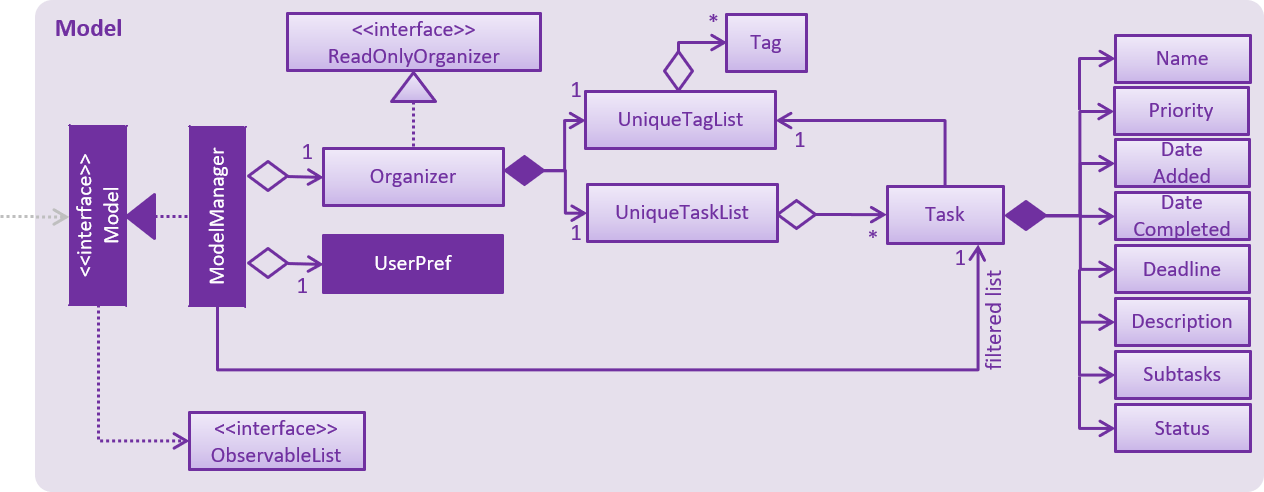 Model
<<interface>>
ReadOnlyOrganizer
*
Tag
1
UniqueTagList
1
<<interface>>
Model
ModelManager
1
Organizer
1
UserPref
UniqueTaskList
1
*
Task
1
filtered list
Name
Priority
Date
Added
Date
Completed
Deadline
Description
Subtasks
Status
<<interface>>
ObservableList